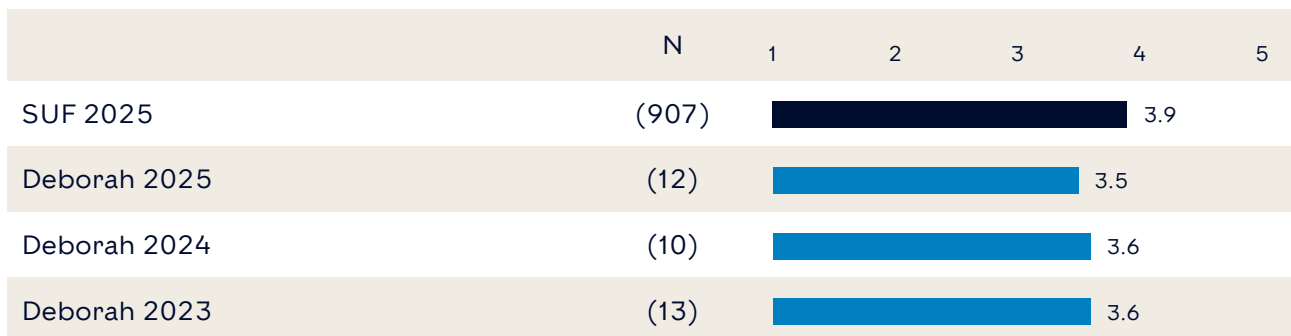 N 1 2 3 4 5
SUF 2025 (907) 3.9
Deborah 2025 (12) 3.5
Deborah 2024 (10) 3.6
Deborah 2023 (13) 3.6